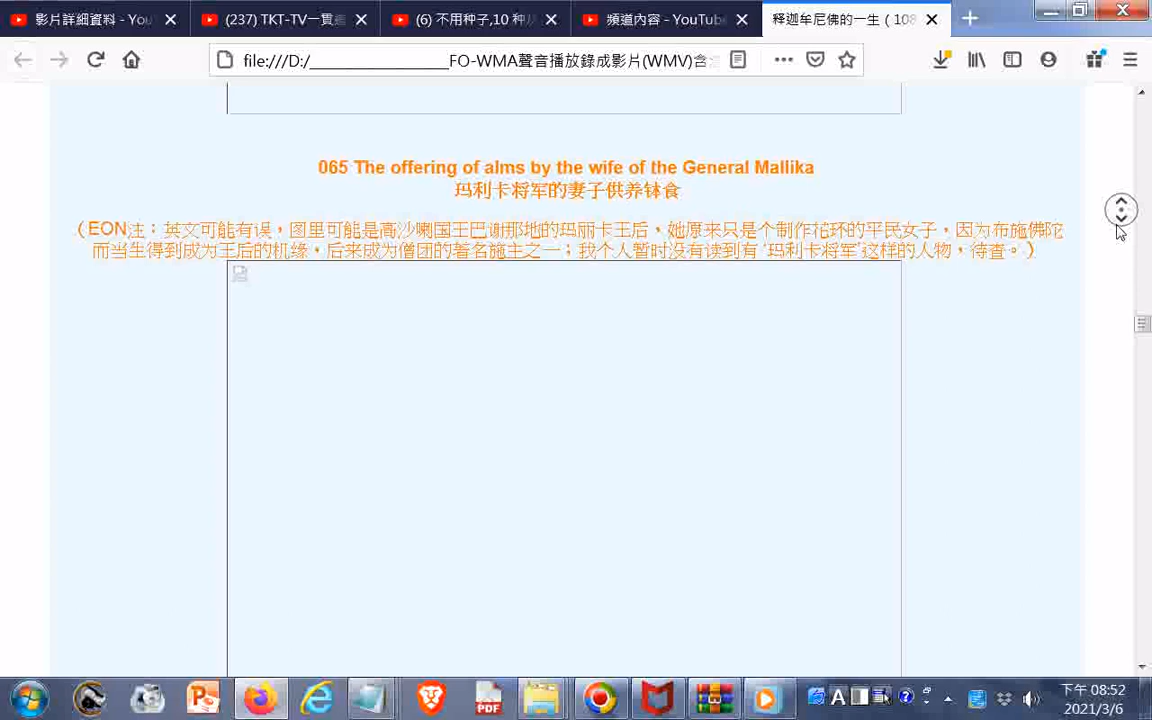 影片詳細資料 - You
(237) TKT-TV一貫道
(6) 不用种子,10 种
頻道內容 - YouTube
释迦牟尼佛的一生（108
file:///D:/________________FO-WMA聲音播放錄成影片(WMV)含
065 The offering of alms by the wife of the General Mallika
玛利卡将军的妻子供养钵食
（EON注：英文可能有误，图里可能是高沙喇国王巴谢那地的玛丽卡王后，她原来只是个制作花环的平民女子，因为布施佛陀
而当生得到成为王后的机缘，后来成为僧团的著名施主之一；我个人暂时没有读到有‘玛利卡将军’这样的人物，待查。）
PDF
A
下午 08:52
2021/3/6